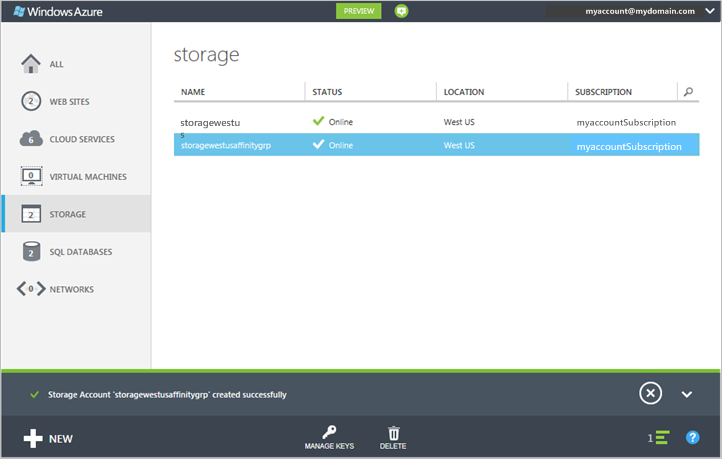 Windows Azure PREVIEW myaccount@mydomain.com
ALL
2 WEB SITES
6 CLOUD SERVICES
0 VIRTUAL MACHINES
2 STORAGE
2 SQL DATABASES
0 NETWORKS
storage
NAME STATUS LOCATION SUBSCRIPTION
storagewestu Online West US myaccountSubscription
s
storagewestusaffinitygrp Online West US myaccountSubscription
Storage Account 'storagewestusaffinitygrp' created successfully
NEW MANAGE KEYS DELETE 1 ?